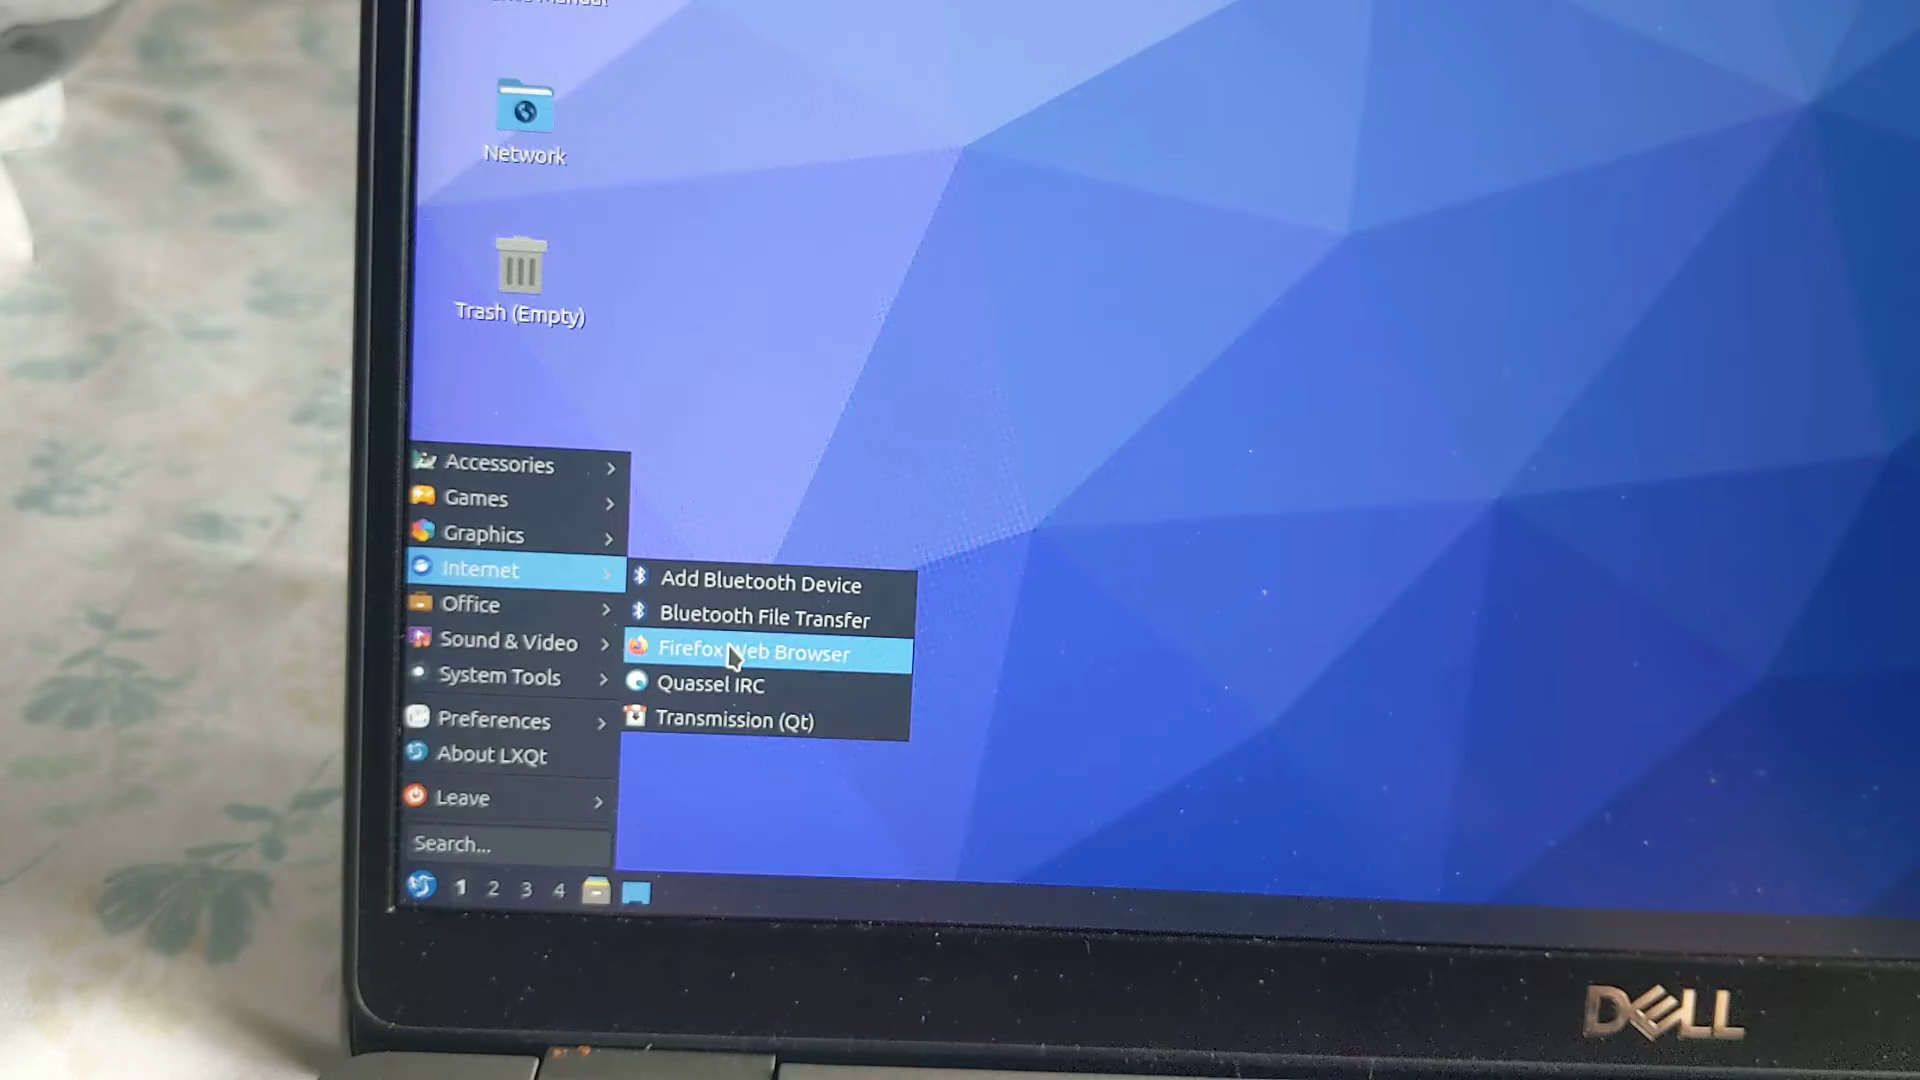 Manual
Network
Trash (Empty)
Accessories
Games
Graphics
Internet
Office
Sound & Video
System Tools
Preferences
About LXQt
Leave
Search...
Add Bluetooth Device
Bluetooth File Transfer
Firefox Web Browser
Quassel IRC
Transmission (Qt)
1 2 3 4
DELL